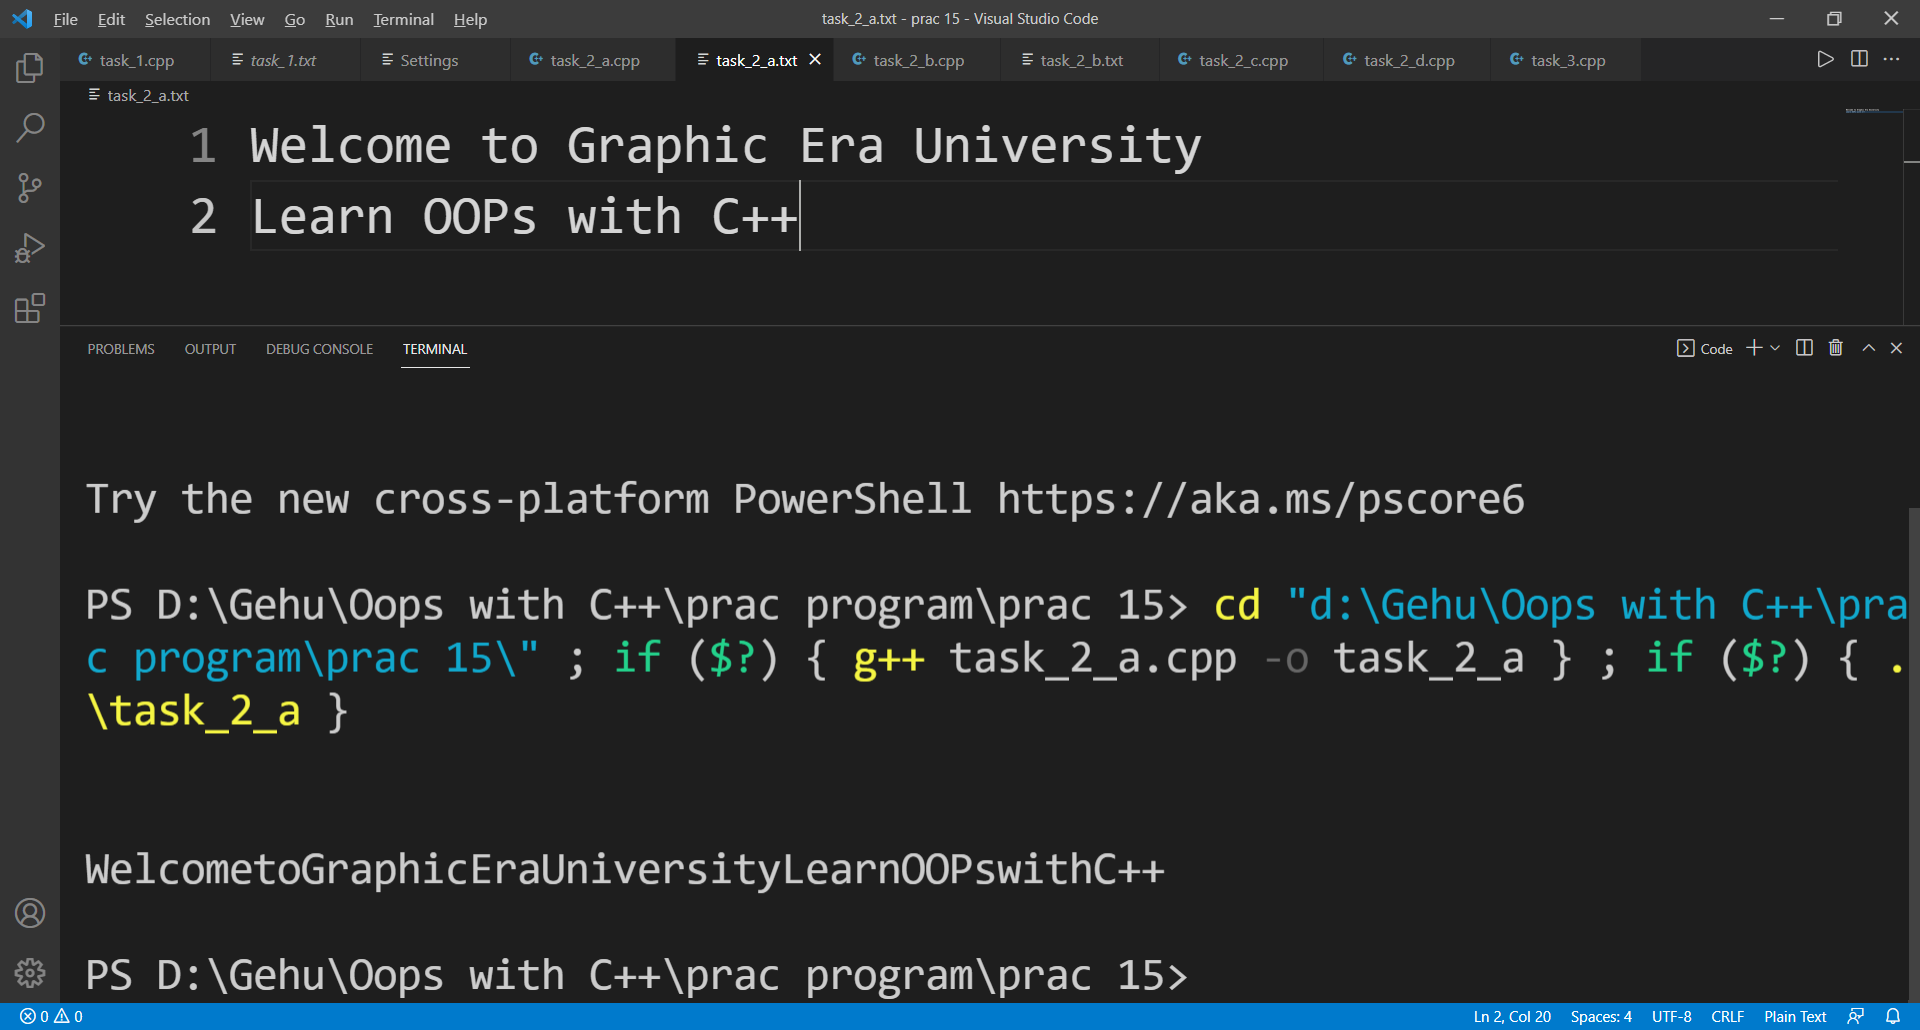 File Edit Selection View Go Run Terminal Help task_2_a.txt - prac 15 - Visual Studio Code
task_1.cpp task_1.txt Settings task_2_a.cpp task_2_a.txt task_2_b.cpp task_2_b.txt task_2_c.cpp task_2_d.cpp task_3.cpp
task_2_a.txt
1 Welcome to Graphic Era University
2 Learn OOPs with C++
PROBLEMS OUTPUT DEBUG CONSOLE TERMINAL Code
Try the new cross-platform PowerShell https://aka.ms/pscore6
PS D:\Gehu\Oops with C++\prac program\prac 15> cd "d:\Gehu\Oops with C++\pra
c program\prac 15\" ; if ($?) { g++ task_2_a.cpp -o task_2_a } ; if ($?) { .
\task_2_a }
WelcometoGraphicEraUniversityLearnOOPswithC++
PS D:\Gehu\Oops with C++\prac program\prac 15>
0 0 Ln 2, Col 20 Spaces: 4 UTF-8 CRLF Plain Text